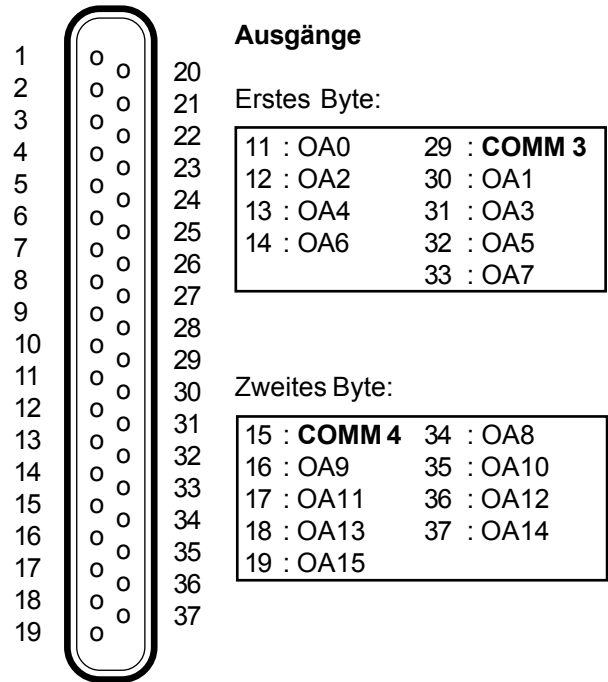 1
2
3
4
5
6
7
8
9
10
11
12
13
14
15
16
17
18
19
20
21
22
23
24
25
26
27
28
29
30
31
32
33
34
35
36
37
Ausgänge
Erstes Byte:
11 : OA0 29 : COMM 3
12 : OA2 30 : OA1
13 : OA4 31 : OA3
14 : OA6 32 : OA5
33 : OA7
Zweites Byte:
15 : COMM 4 34 : OA8
16 : OA9 35 : OA10
17 : OA11 36 : OA12
18 : OA13 37 : OA14
19 : OA15